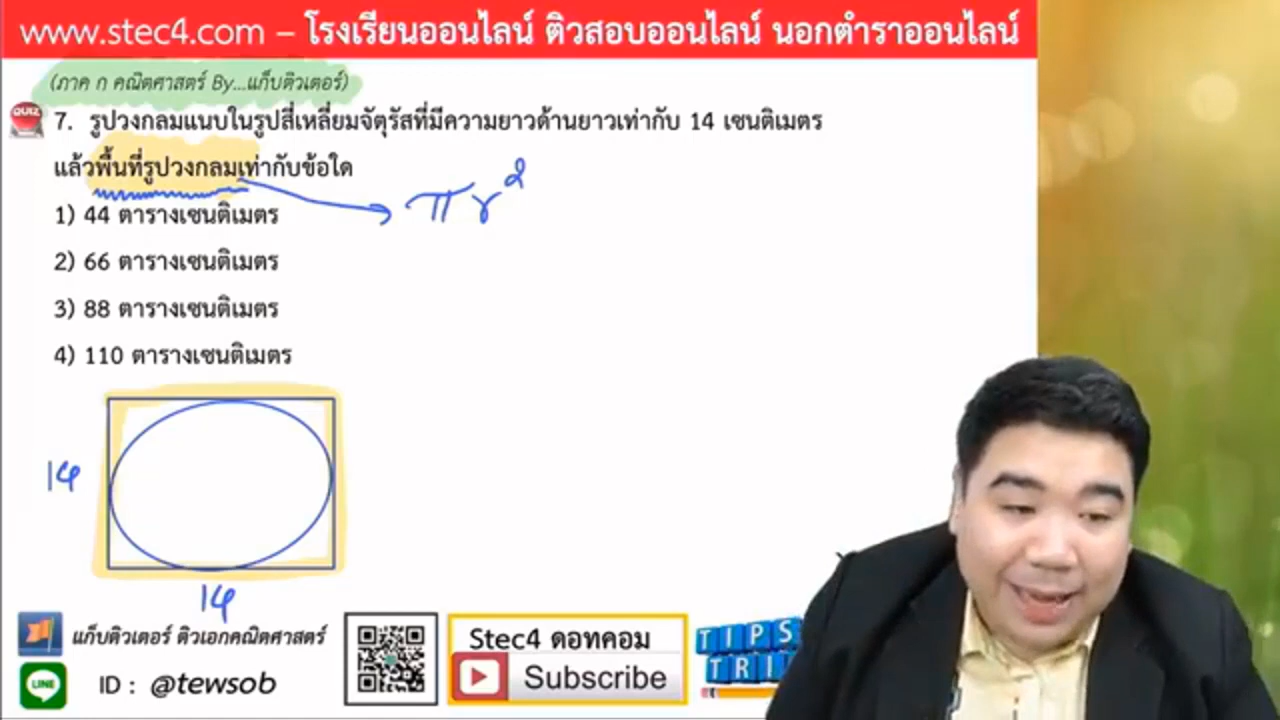 www.stec4.com – โรงเรียนออนไลน์ ติวสอบออนไลน์ นอกตำราออนไลน์
(ภาค ก คณิตศาสตร์ By...แก็บติวเตอร์)
QUIZ
7. รูปวงกลมแนบในรูปสี่เหลี่ยมจัตุรัสที่มีความยาวด้านยาวเท่ากับ 14 เซนติเมตร
แล้วพื้นที่รูปวงกลมเท่ากับข้อใด
πr²
1) 44 ตารางเซนติเมตร
2) 66 ตารางเซนติเมตร
3) 88 ตารางเซนติเมตร
4) 110 ตารางเซนติเมตร
14
14
แก็บติวเตอร์ ติวเอกคณิตศาสตร์
Stec4 ดอทคอม
TIPS
Subscribe
LINE
ID : @tewsob